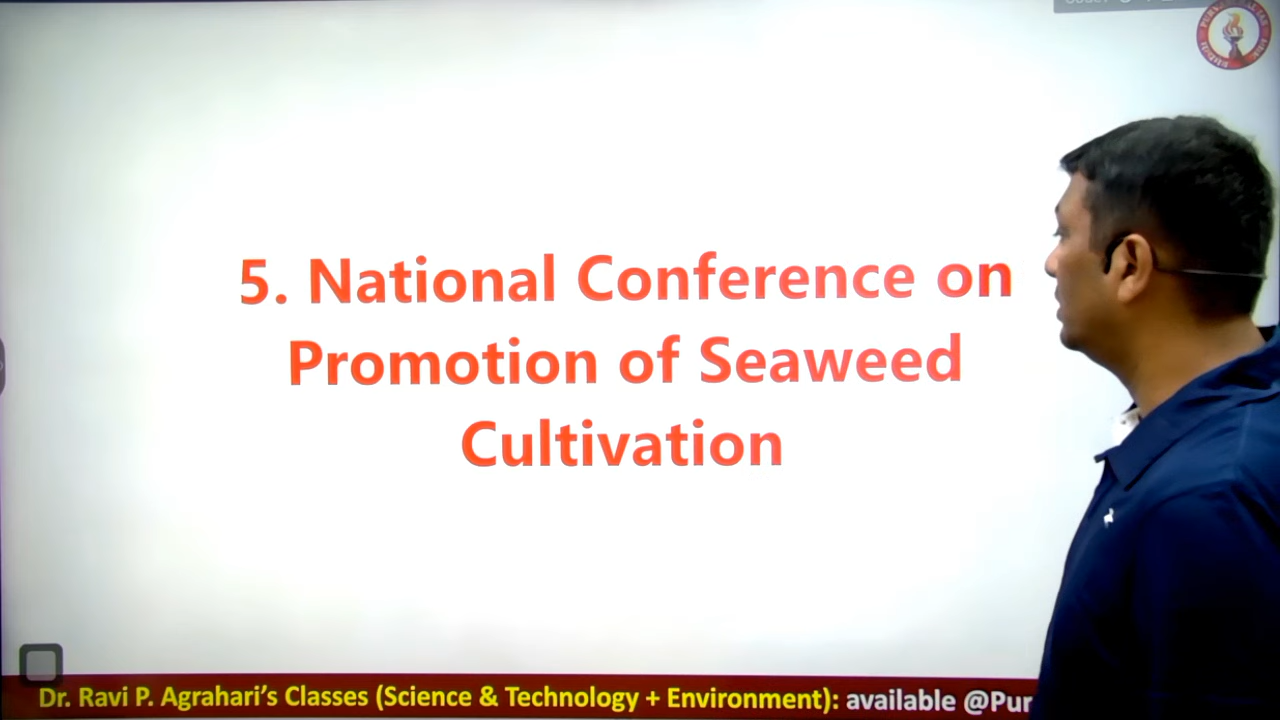 5. National Conference on
Promotion of Seaweed
Cultivation
Dr. Ravi P. Agrahari's Classes (Science & Technology + Environment): available @Pur